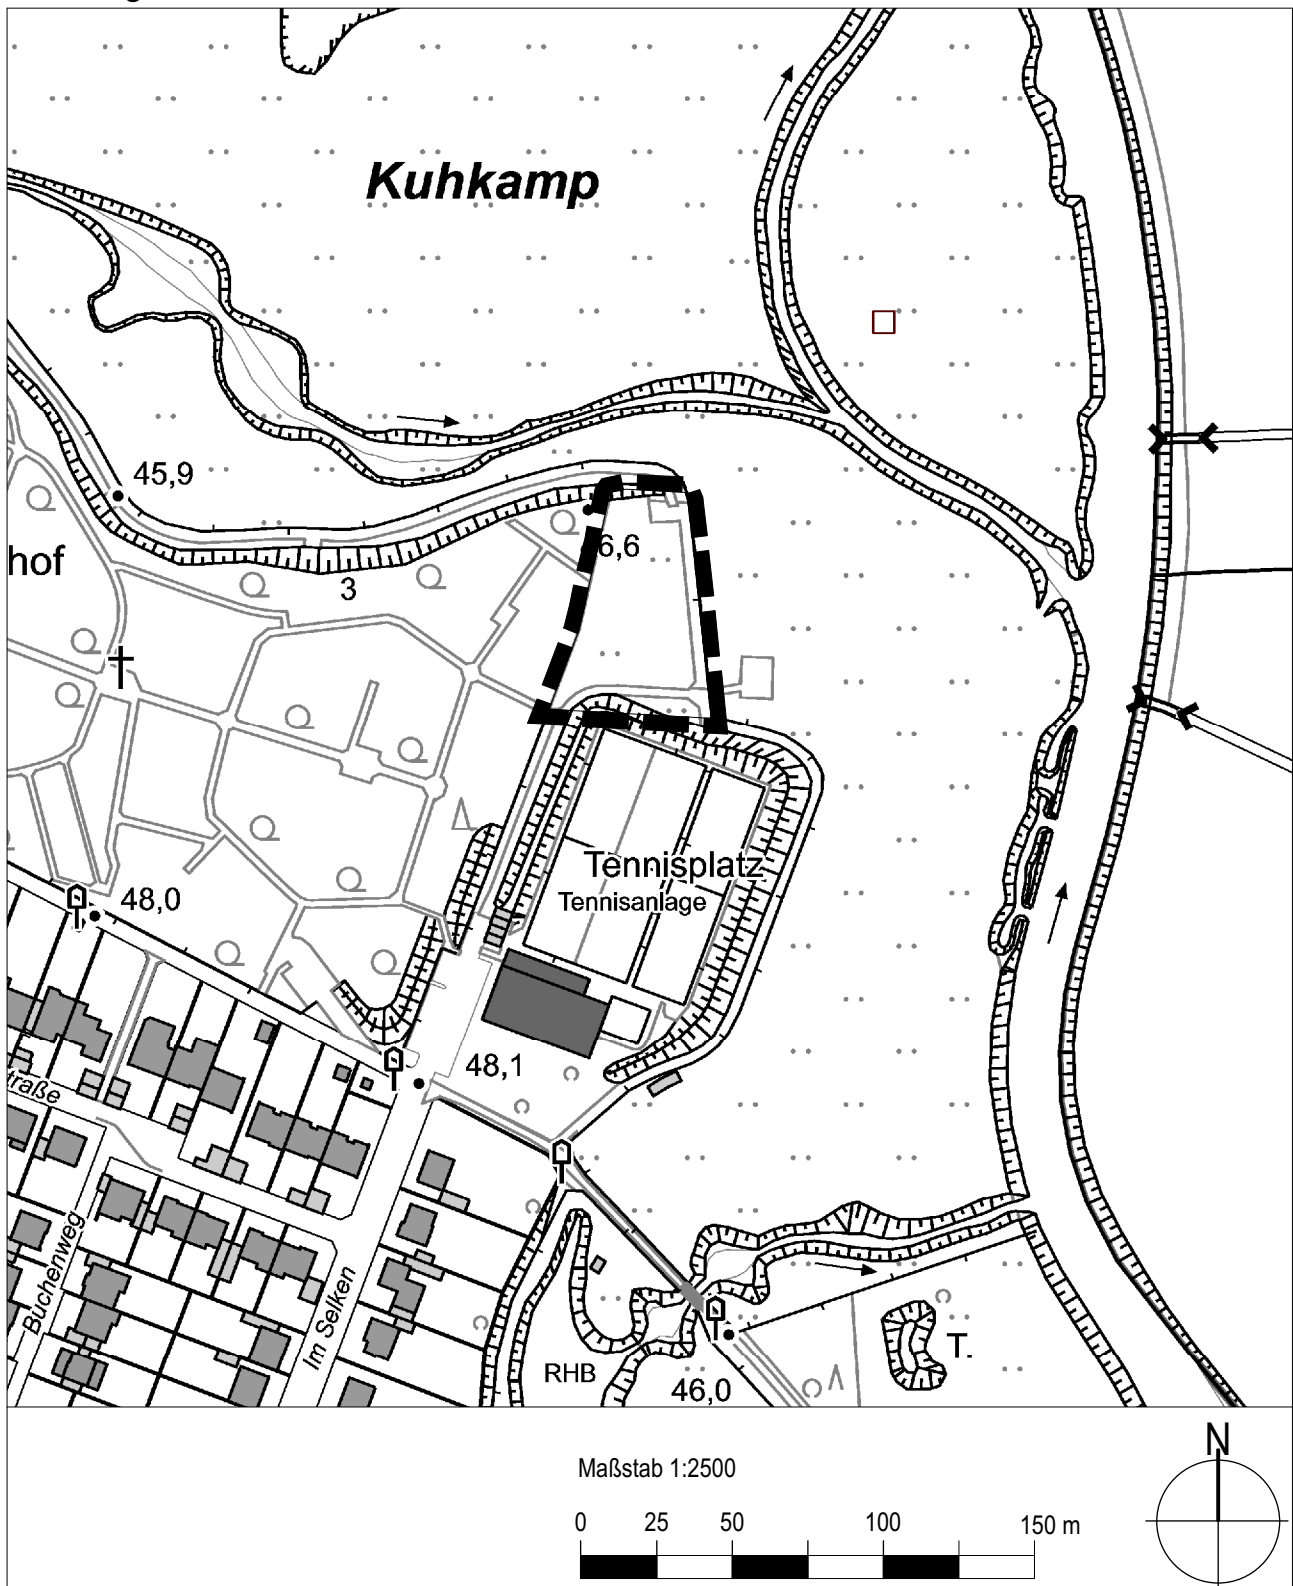 Kuhkamp
45,9
hof
6,6
3
48,0
Tennisplatz
Tennisanlage
48,1
traße
Buchenweg
Im Selken
RHB
46,0
T.
Maßstab 1:2500
N
0 25 50 100 150 m